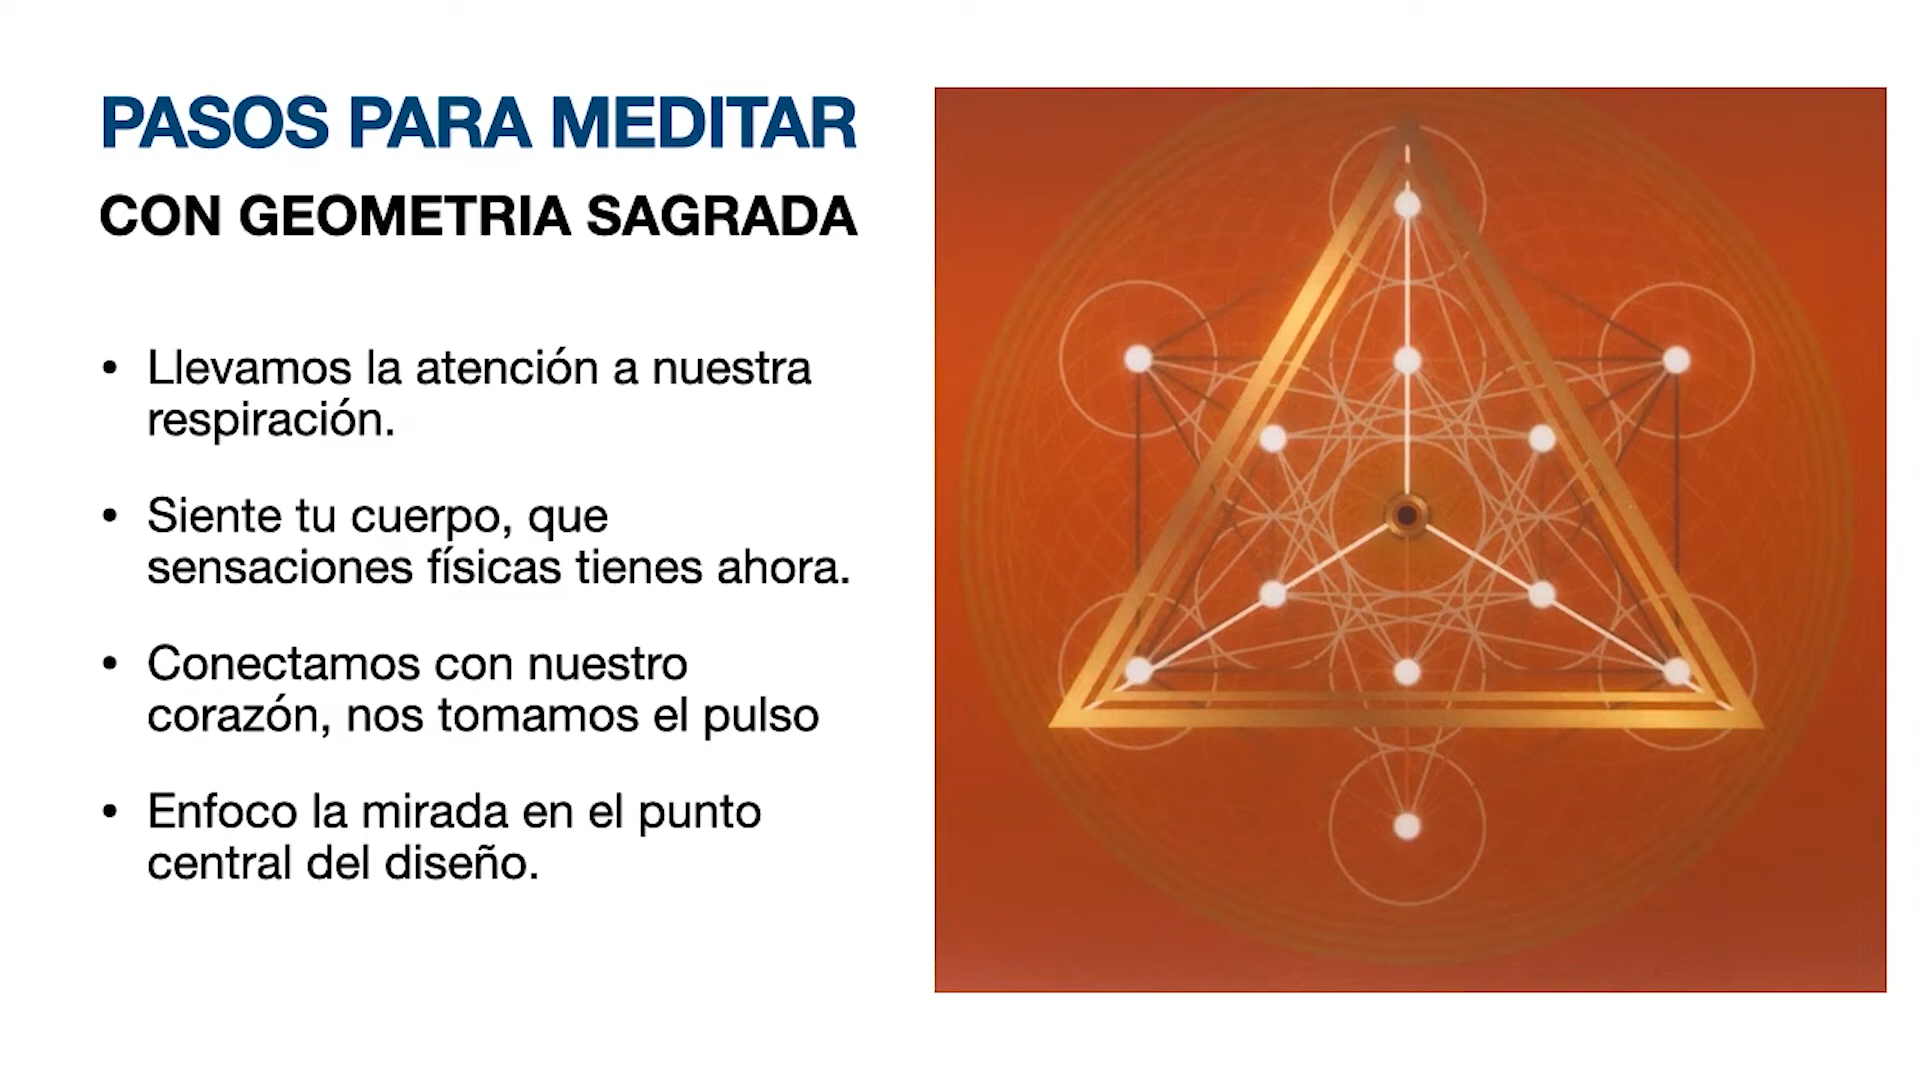 PASOS PARA MEDITAR
CON GEOMETRIA SAGRADA
• Llevamos la atención a nuestra
respiración.
• Siente tu cuerpo, que
sensaciones físicas tienes ahora.
• Conectamos con nuestro
corazón, nos tomamos el pulso
• Enfoco la mirada en el punto
central del diseño.